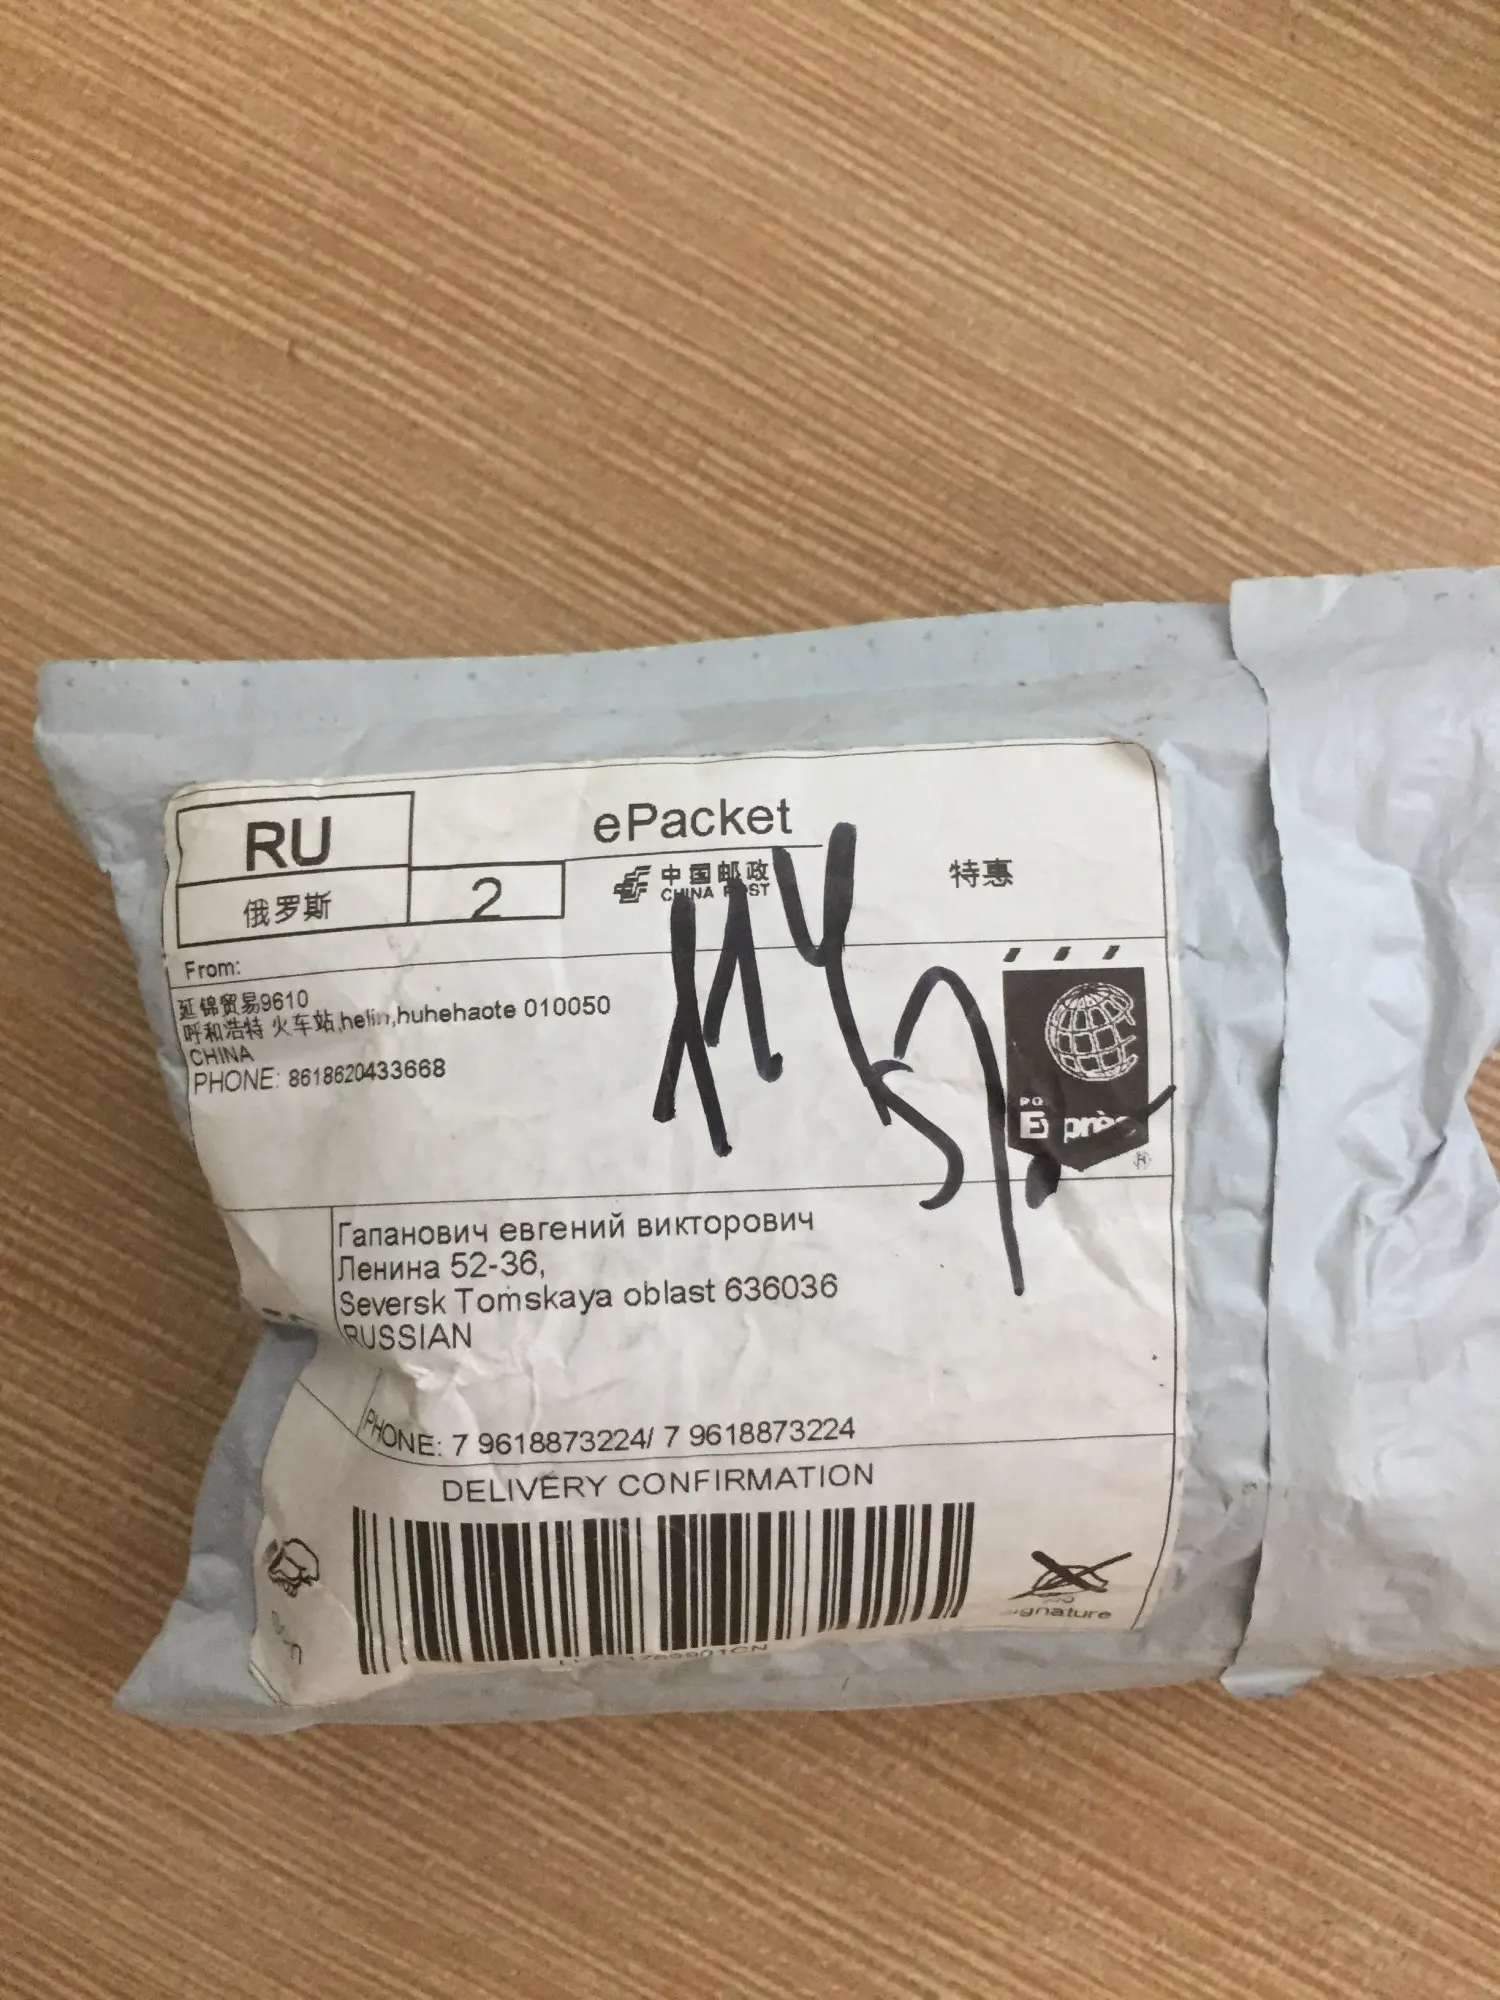 ePacket
RU
俄罗斯
2
中国邮政
CHINA POST
特惠
From:
延锦贸易9610
呼和浩特 火车站,helin,huhehaote 010050
CHINA
PHONE: 8618620433668
Exprès
Гапанович евгений викторович
Ленина 52-36,
Seversk Tomskaya oblast 636036
RUSSIAN
PHONE: 7 9618873224/ 7 9618873224
DELIVERY CONFIRMATION